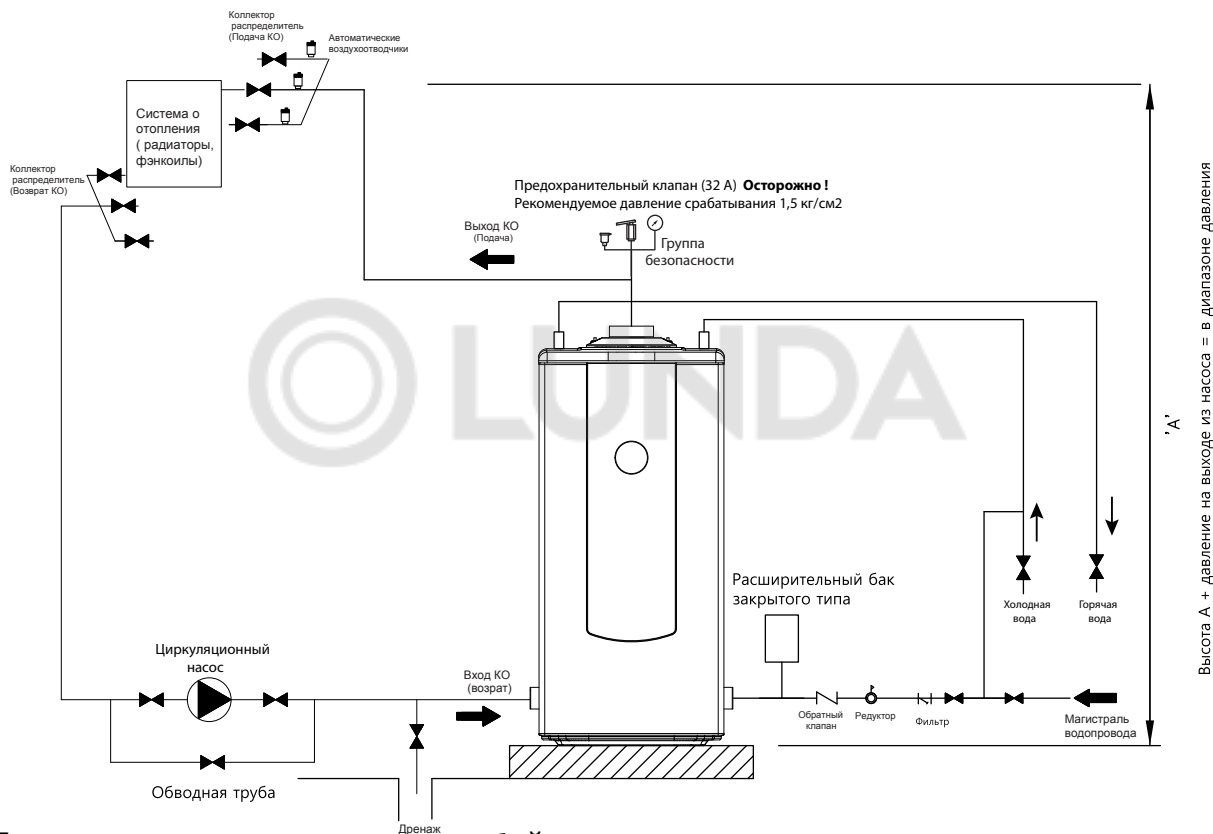 Коллектор
распределитель
(Подача КО)
Автоматические
воздухоотводчики
Система о
отопления
( радиаторы,
фэнкоилы)
Коллектор
распределитель
(Возврат КО)
Предохранительный клапан (32 А) Осторожно !
Рекомендуемое давление срабатывания 1,5 кг/см2
Выход КО
(Подача)
Группа
безопасности
LUNDA
'А'
Высота А + давление на выходе из насоса = в диапазоне давления
Расширительный бак
закрытого типа
Холодная
вода
Горячая
вода
Циркуляционный
насос
Вход КО
(возрат)
Обратный
клапан
Редуктор
Фильтр
Магистраль
водопровода
Обводная труба
Дренаж